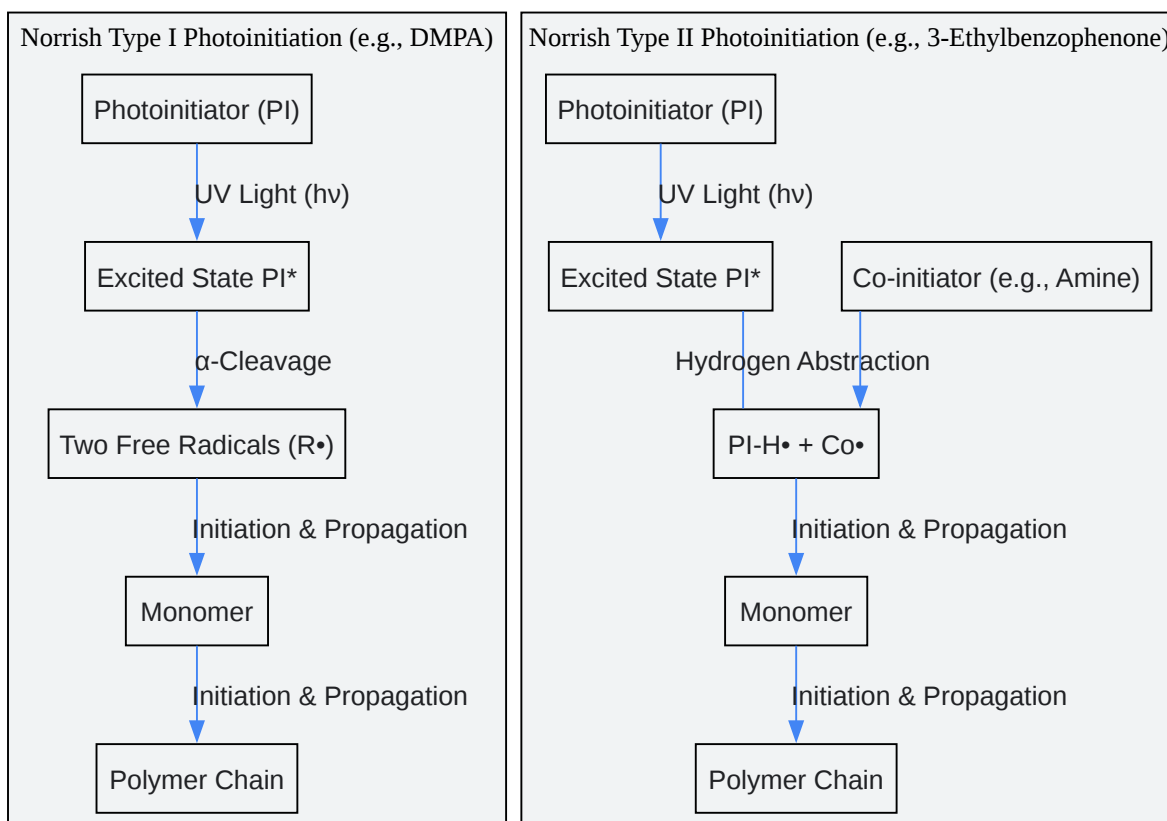 Norrish Type I Photoinitiation (e.g., DMPA)
Photoinitiator (PI)
UV Light (hν)
Excited State PI*
α-Cleavage
Two Free Radicals (R•)
Initiation & Propagation
Monomer
Initiation & Propagation
Polymer Chain
Norrish Type II Photoinitiation (e.g., 3-Ethylbenzophenone)
Photoinitiator (PI)
UV Light (hν)
Excited State PI*
Co-initiator (e.g., Amine)
Hydrogen Abstraction
PI-H• + Co•
Initiation & Propagation
Monomer
Initiation & Propagation
Polymer Chain